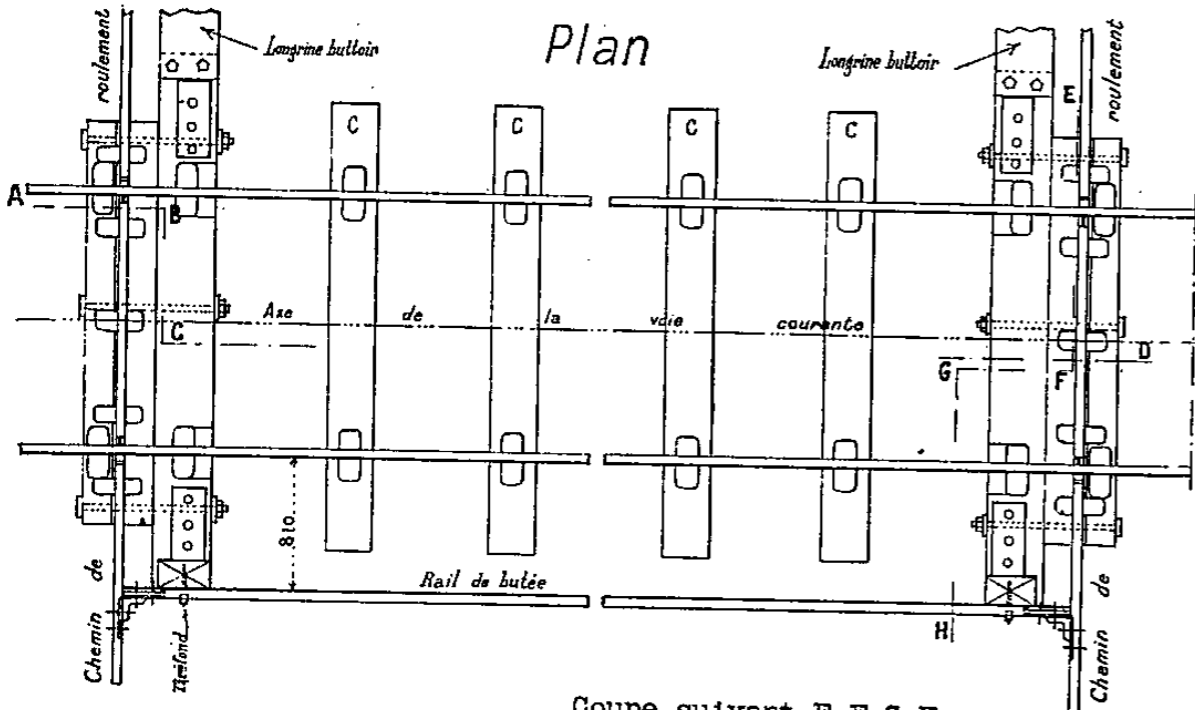 Plan
Longrine buttoir
Longrine buttoir
roulement
roulement
E
C C C C
A
B
Axe de la voie courante
C
D
G
F
810
Rail de butée
H
Chemin de
Chemin de
Tirefond
Coupe suivant E F G H